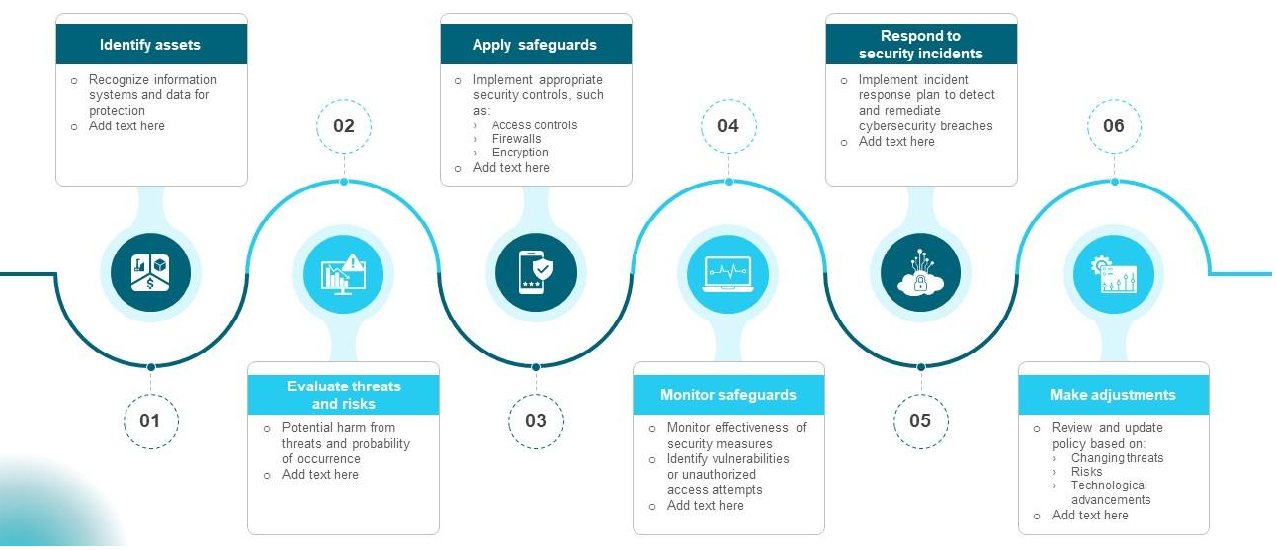 Identify assets
o Recognize information
systems and data for
protection
o Add text here
01
02
Evaluate threats
and risks
o Potential harm from
threats and probability
of occurrence
o Add text here
Apply safeguards
o Implement appropriate
security controls, such
as:
› Access controls
› Firewalls
› Encryption
o Add text here
03
04
Monitor safeguards
o Monitor effectiveness of
security measures
o Identify vulnerabilities
or unauthorized
access attempts
o Add text here
Respond to
security incidents
o Implement incident
response plan to detect
and remediate
cybersecurity breaches
o Add text here
05
06
Make adjustments
o Review and update
policy based on:
› Changing threats
› Risks
› Technological
advancements
o Add text here